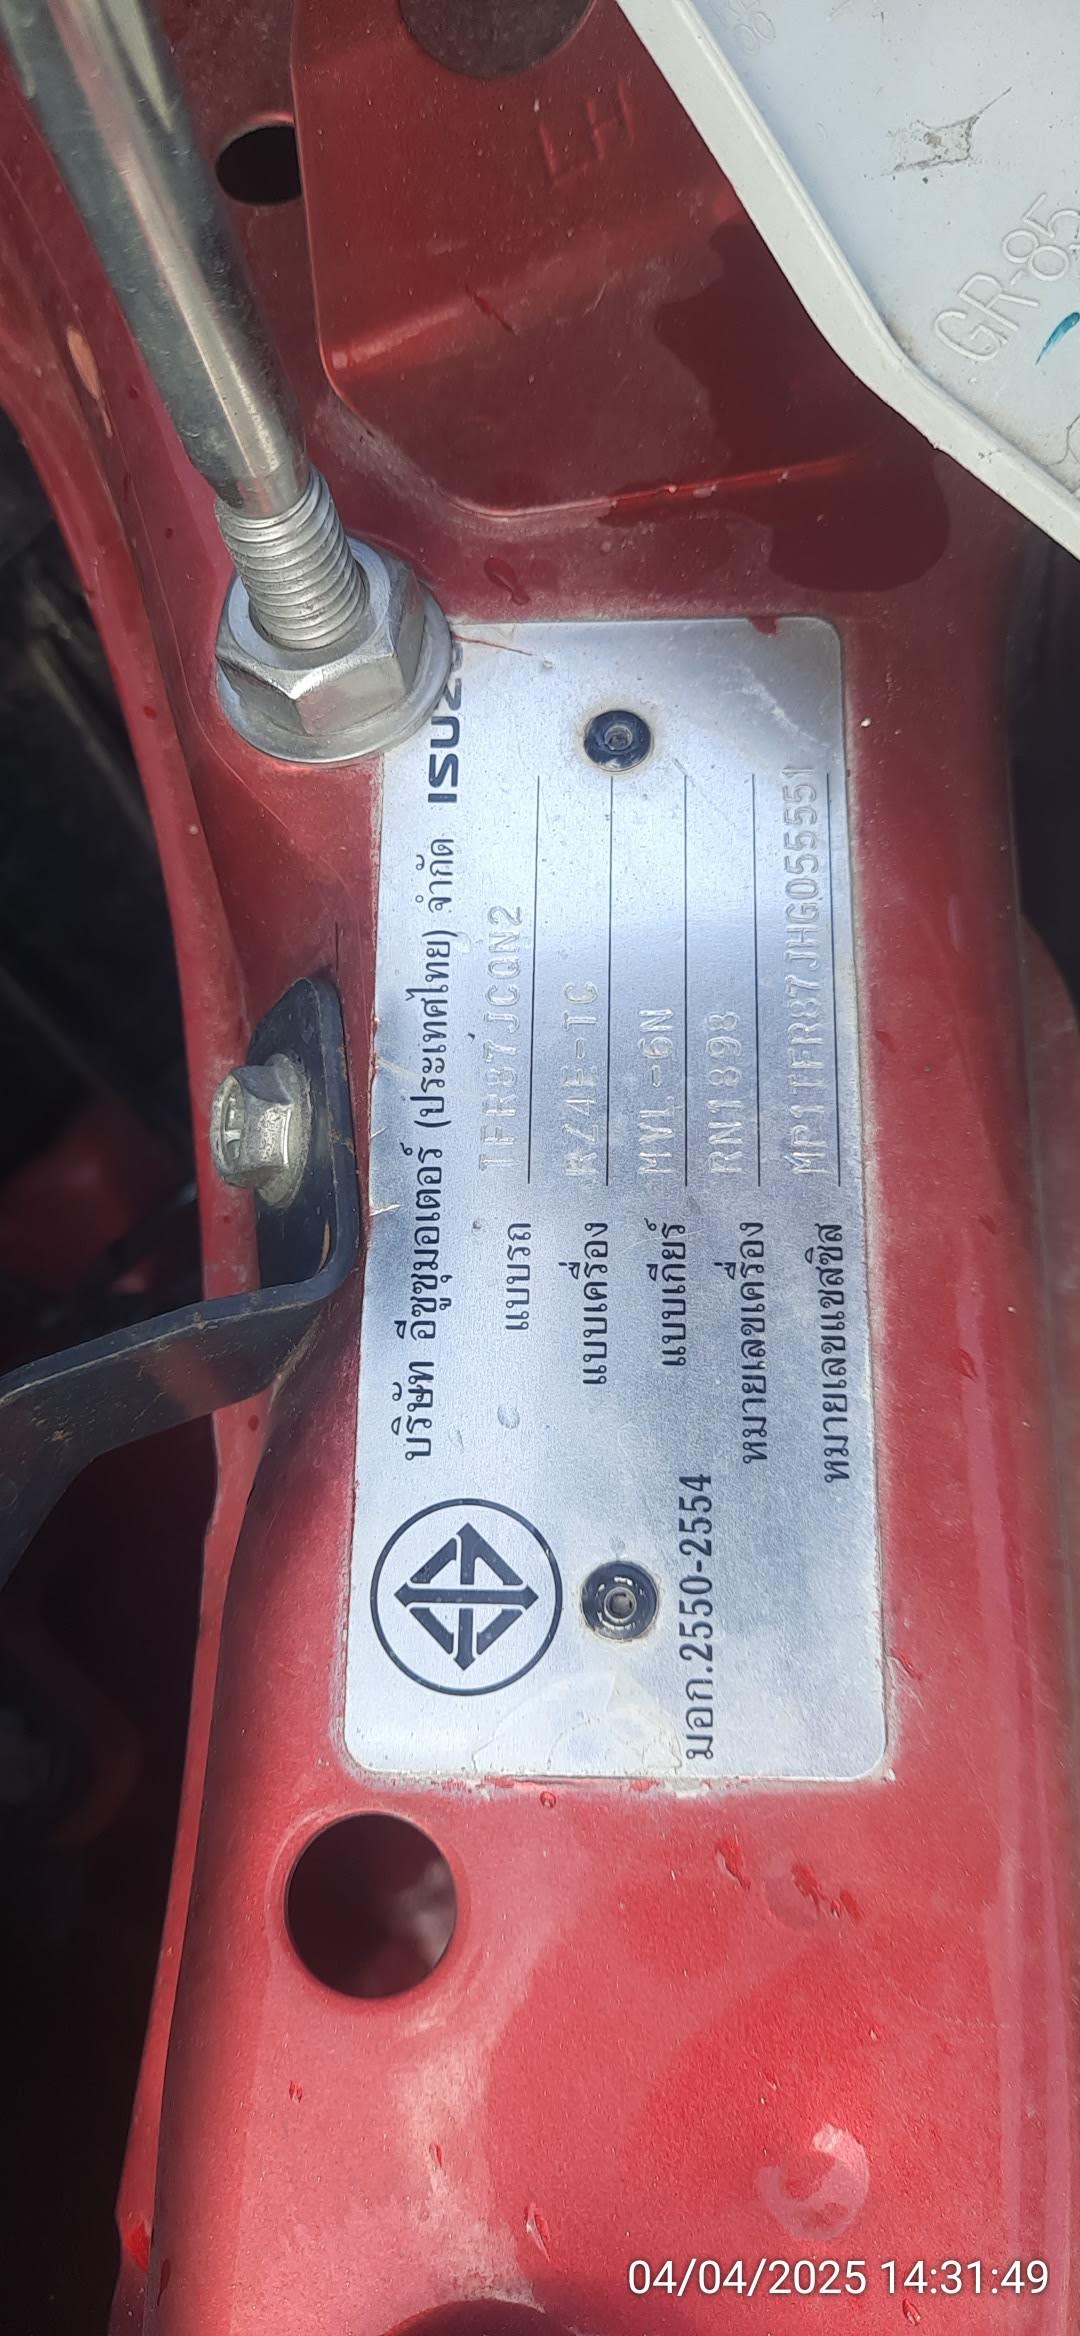 LH
GR-85
บริษัท อีซูซุมอเตอร์ (ประเทศไทย) จำกัด ISUZU
แบบรถ TFR87JCQN2
แบบเครื่อง RZ4E-TC
แบบเกียร์ MVL-6N
มอก.2550-2554
หมายเลขเครื่อง RN1898
หมายเลขแชสซิส MP1TFR87JHG055551
04/04/2025 14:31:49